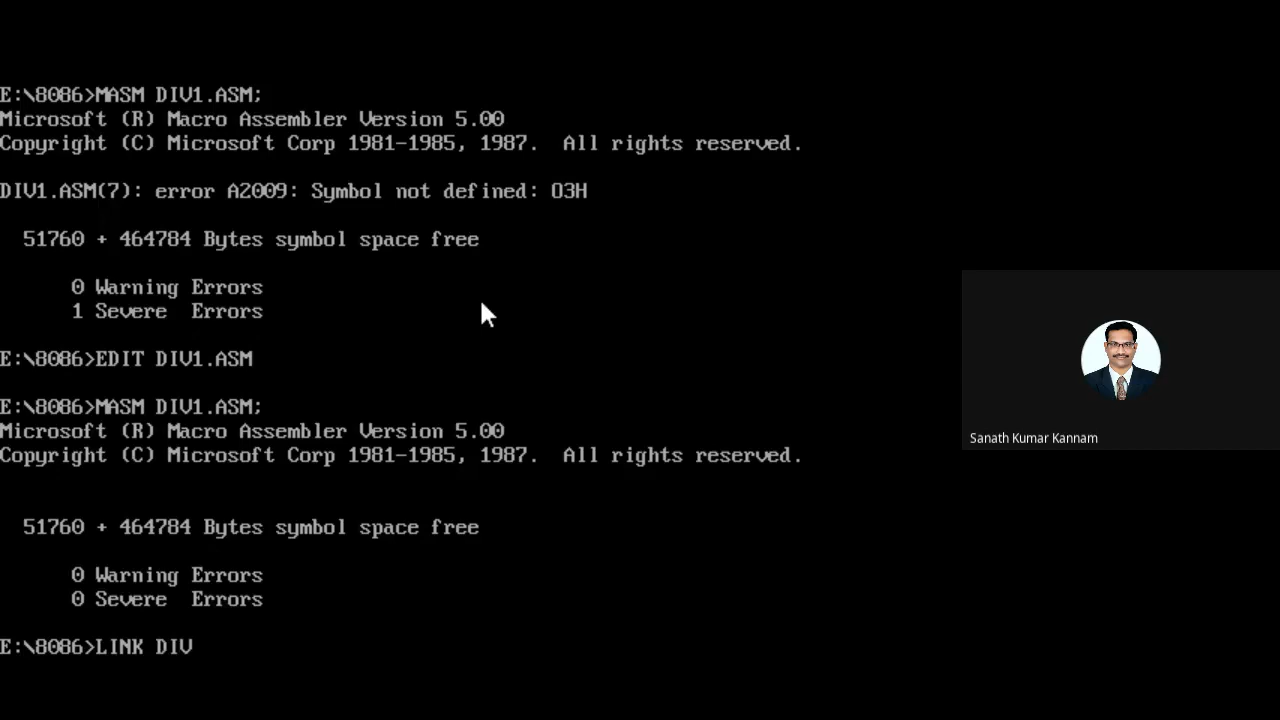 E:\8086>MASM DIV1.ASM;
Microsoft (R) Macro Assembler Version 5.00
Copyright (C) Microsoft Corp 1981-1985, 1987.  All rights reserved.
DIV1.ASM(7): error A2009: Symbol not defined: O3H
51760 + 464784 Bytes symbol space free
0 Warning Errors
1 Severe  Errors
E:\8086>EDIT DIV1.ASM
E:\8086>MASM DIV1.ASM;
Microsoft (R) Macro Assembler Version 5.00
Copyright (C) Microsoft Corp 1981-1985, 1987.  All rights reserved.
51760 + 464784 Bytes symbol space free
0 Warning Errors
0 Severe  Errors
E:\8086>LINK DIV
Sanath Kumar Kannam